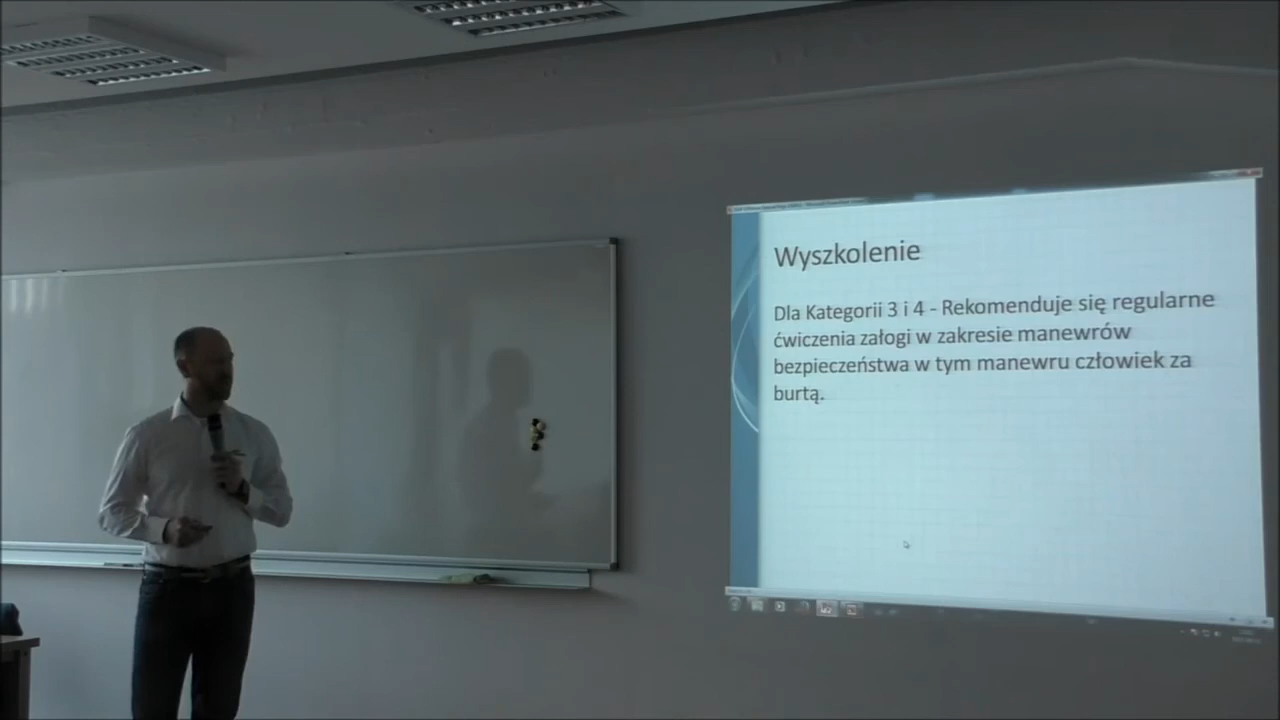 Wyszkolenie
Dla Kategorii 3 i 4 - Rekomenduje się regularne
ćwiczenia załogi w zakresie manewrów
bezpieczeństwa w tym manewru człowiek za
burtą.